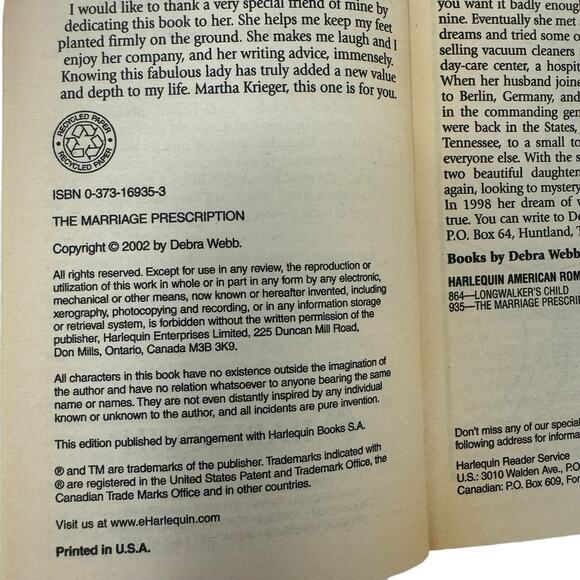 I would like to thank a very special friend of mine by
dedicating this book to her. She helps me keep my feet
planted firmly on the ground. She makes me laugh and I
enjoy her company, and her writing advice, immensely.
Knowing this fabulous lady has truly added a new value
and depth to my life. Martha Krieger, this one is for you.
RECYCLED PAPER
RECYCLED PAPER
ISBN 0-373-16935-3
THE MARRIAGE PRESCRIPTION
Copyright © 2002 by Debra Webb.
All rights reserved. Except for use in any review, the reproduction or
utilization of this work in whole or in part in any form by any electronic,
mechanical or other means, now known or hereafter invented, including
xerography, photocopying and recording, or in any information storage
or retrieval system, is forbidden without the written permission of the
publisher, Harlequin Enterprises Limited, 225 Duncan Mill Road,
Don Mills, Ontario, Canada M3B 3K9.
All characters in this book have no existence outside the imagination of
the author and have no relation whatsoever to anyone bearing the same
name or names. They are not even distantly inspired by any individual
known or unknown to the author, and all incidents are pure invention.
This edition published by arrangement with Harlequin Books S.A.
® and TM are trademarks of the publisher. Trademarks indicated with
® are registered in the United States Patent and Trademark Office, the
Canadian Trade Marks Office and in other countries.
Visit us at www.eHarlequin.com
Printed in U.S.A.
you want it badly enough
nine. Eventually she met
dreams and tried some o
selling vacuum cleaners
day-care center, a hospit
When her husband joine
to Berlin, Germany, and
in the commanding gen
were back in the States,
Tennessee, to a small to
everyone else. With the s
two beautiful daughter
again, looking to mystery
In 1998 her dream of w
true. You can write to De
P.O. Box 64, Huntland, T
Books by Debra Webb
HARLEQUIN AMERICAN ROM
864—LONGWALKER'S CHILD
935—THE MARRIAGE PRESCRI
Don't miss any of our special
following address for informa
Harlequin Reader Service
U.S.: 3010 Walden Ave., P.O.
Canadian: P.O. Box 609, For